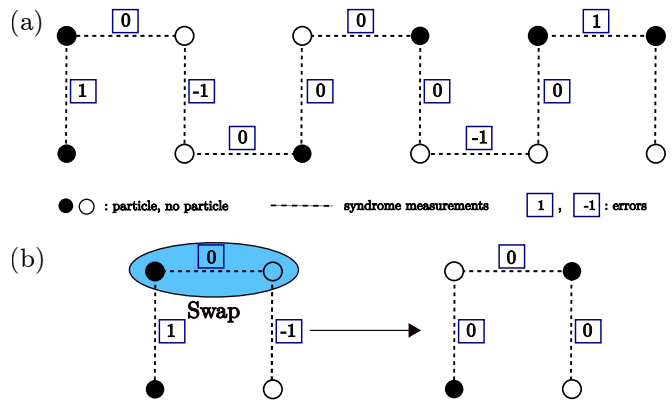 (a)
0 0 1
1 -1 0 0 0
0 -1
: particle, no particle syndrome measurements 1 , -1 : errors
(b)
0 0
Swap
1 -1 0 0